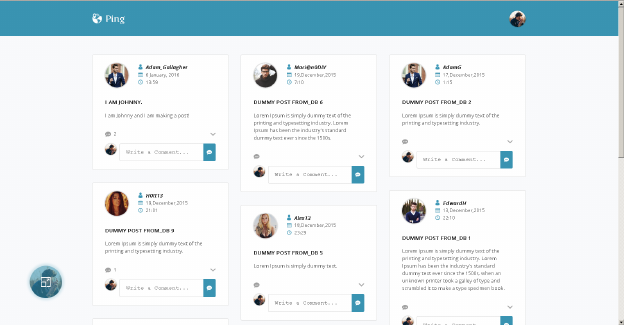 Ping
Adam_Gallagher
6 January, 2016
13:59
I AM JOHNNY.
I am Johnny and I am making a post!
2
Write a Comment...
H0tt13
18,December,2015
21:31
DUMMY POST FROM_DB 9
Lorem Ipsum is simply dummy text of the
printing and typesetting industry.
1
Write a Comment...
19,December,2015
7:10
DUMMY POST FROM_DB 6
Lorem Ipsum is simply dummy text of the
printing and typesetting industry. Lorem
Ipsum has been the industry's standard
dummy text ever since the 1500s.
Write a Comment...
Alex12
18,December,2015
23:29
DUMMY POST FROM_DB 5
Lorem Ipsum is simply dummy text.
Write a Comment...
AdamG
17,December,2015
1:15
DUMMY POST FROM_DB 2
Lorem Ipsum is simply dummy text of the
printing and typesetting industry.
Write a Comment...
EdwardH
13,December,2015
22:10
DUMMY POST FROM_DB 1
Lorem Ipsum is simply dummy text of the
printing and typesetting industry. Lorem
Ipsum has been the industry's standard
dummy text ever since the 1500s, when an
unknown printer took a galley of type and
scrambled it to make a type specimen book.
Write a Comment...